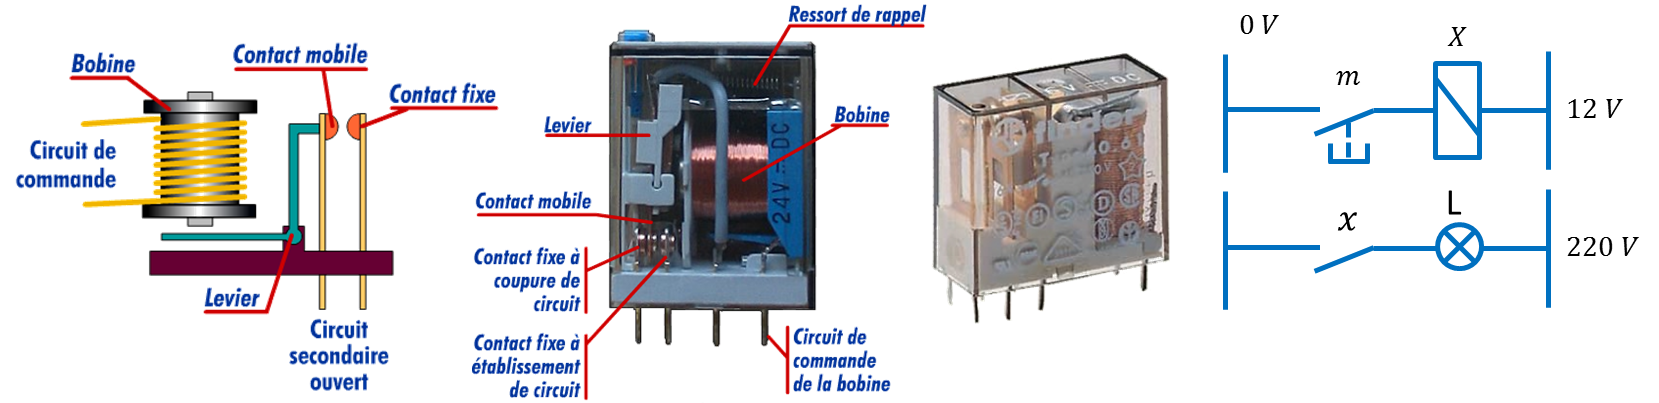 Bobine
Contact mobile
Contact fixe
Circuit de
commande
Levier
Circuit
secondaire
ouvert
Ressort de rappel
Levier
Bobine
24V DC
Contact mobile
Contact fixe à
coupure de
circuit
Contact fixe à
établissement
de circuit
Circuit de
commande
de la bobine
DC
finder
0 V
X
m
12 V
x
L
220 V